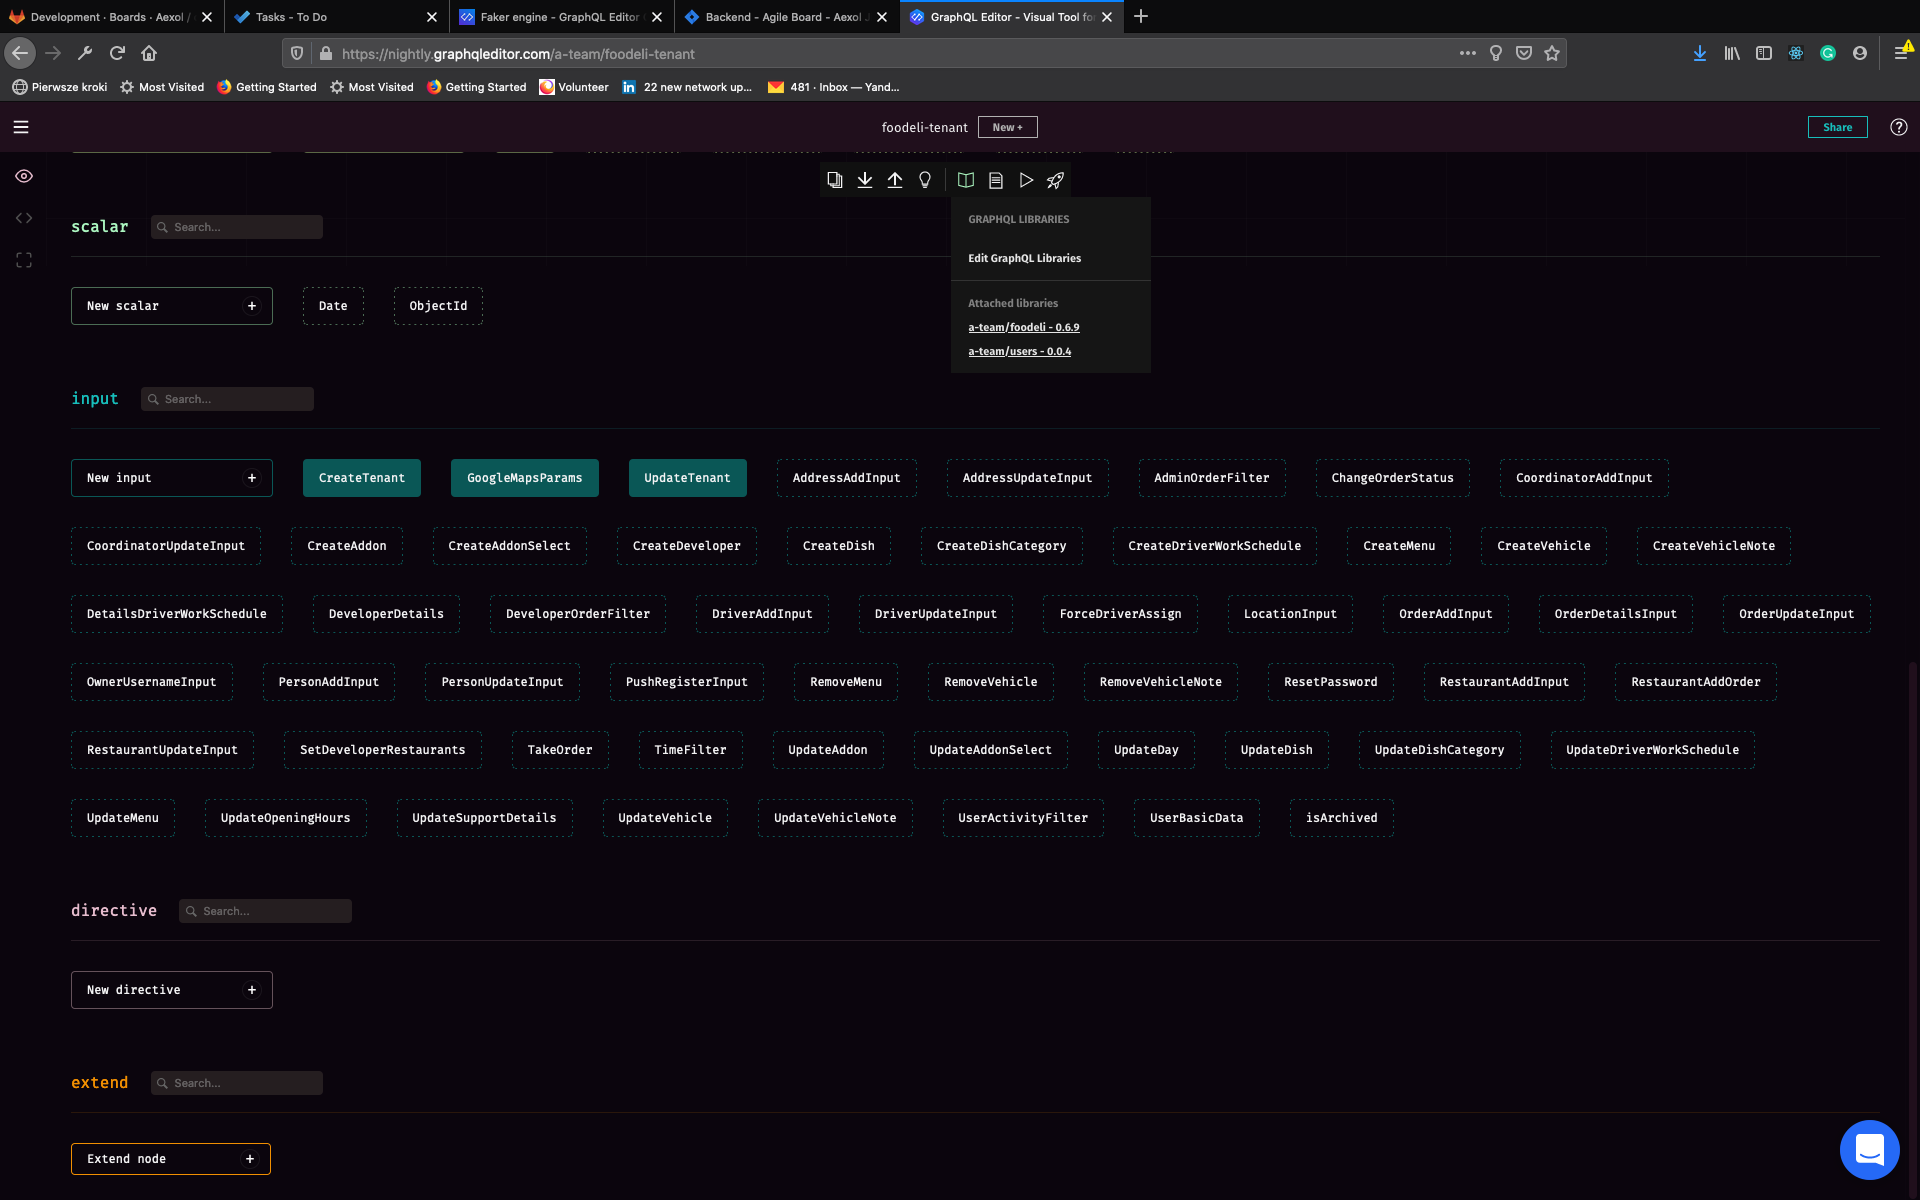 Development · Boards · Aexol /
Tasks - To Do
Faker engine - GraphQL Editor
Backend - Agile Board - Aexol
GraphQL Editor - Visual Tool fo
https://nightly.graphqleditor.com/a-team/foodeli-tenant
Pierwsze kroki Most Visited Getting Started Most Visited Getting Started Volunteer 22 new network up... 481 · Inbox — Yand...
foodeli-tenant New + Share
scalar Search...
GRAPHQL LIBRARIES
Edit GraphQL Libraries
Attached libraries
a-team/foodeli - 0.6.9
a-team/users - 0.0.4
New scalar + Date ObjectId
input Search...
New input + CreateTenant GoogleMapsParams UpdateTenant AddressAddInput AddressUpdateInput AdminOrderFilter ChangeOrderStatus CoordinatorAddInput
CoordinatorUpdateInput CreateAddon CreateAddonSelect CreateDeveloper CreateDish CreateDishCategory CreateDriverWorkSchedule CreateMenu CreateVehicle CreateVehicleNote
DetailsDriverWorkSchedule DeveloperDetails DeveloperOrderFilter DriverAddInput DriverUpdateInput ForceDriverAssign LocationInput OrderAddInput OrderDetailsInput OrderUpdateInput
OwnerUsernameInput PersonAddInput PersonUpdateInput PushRegisterInput RemoveMenu RemoveVehicle RemoveVehicleNote ResetPassword RestaurantAddInput RestaurantAddOrder
RestaurantUpdateInput SetDeveloperRestaurants TakeOrder TimeFilter UpdateAddon UpdateAddonSelect UpdateDay UpdateDish UpdateDishCategory UpdateDriverWorkSchedule
UpdateMenu UpdateOpeningHours UpdateSupportDetails UpdateVehicle UpdateVehicleNote UserActivityFilter UserBasicData isArchived
directive Search...
New directive +
extend Search...
Extend node +